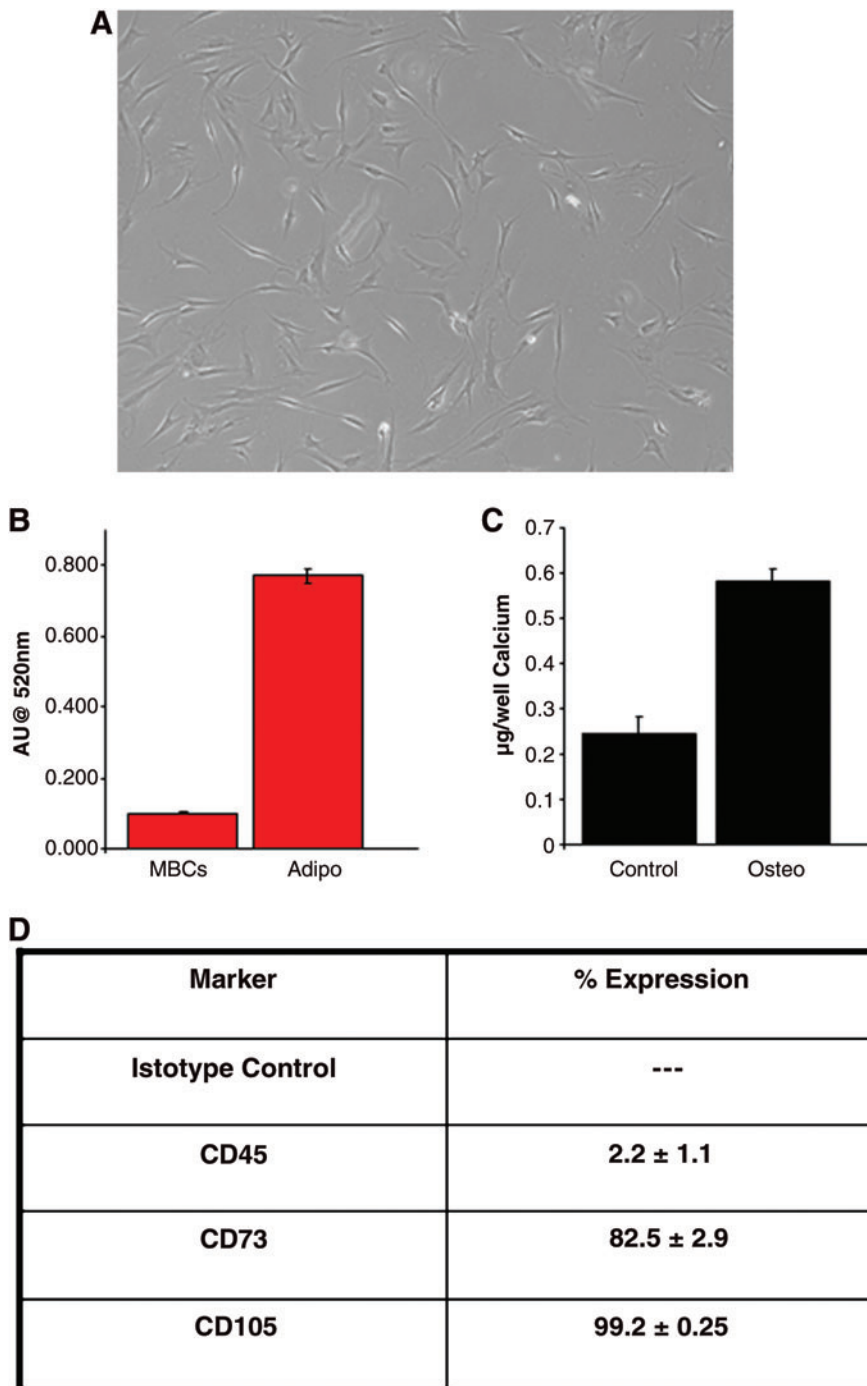 A
B
0.800
0.600
0.400
0.200
0.000
AU@ 520nm
MBCs Adipo
C
0.7
0.6
0.5
0.4
0.3
0.2
0.1
0
µg/well Calcium
Control Osteo
D
Marker % Expression
Istotype Control ---
CD45 2.2 ± 1.1
CD73 82.5 ± 2.9
CD105 99.2 ± 0.25